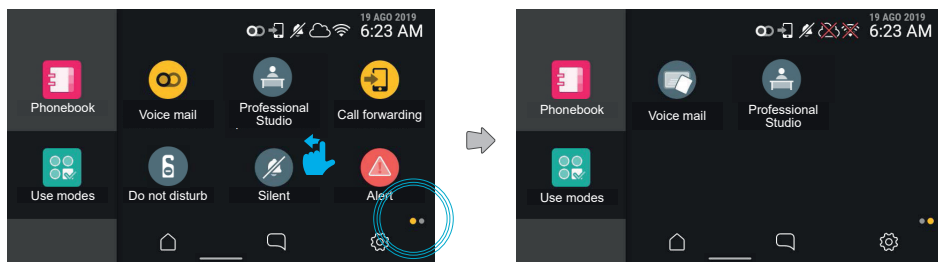 19 AGO 2019
6:23 AM
Phonebook
Voice mail
Professional
Studio
Call forwarding
Use modes
Do not disturb
Silent
Alert
19 AGO 2019
6:23 AM
Phonebook
Voice mail
Professional
Studio
Use modes